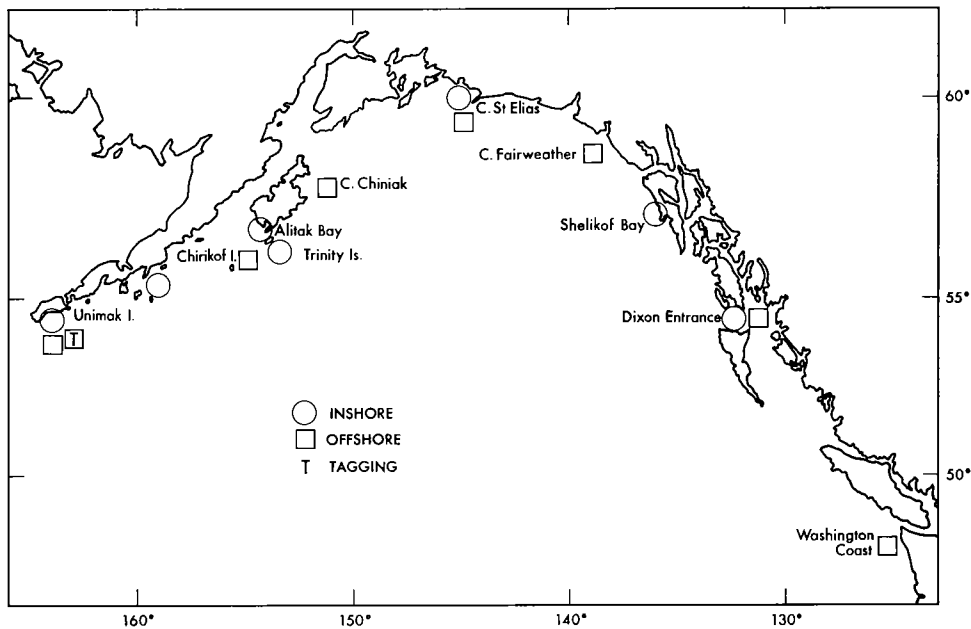 60°
C. St Elias
C. Fairweather
C. Chiniak
Alitak Bay
Shelikof Bay
Trinity Is.
Chirikof I.
55°
Unimak I.
Dixon Entrance
T
INSHORE
OFFSHORE
T TAGGING
50°
Washington
Coast
160°
150°
140°
130°